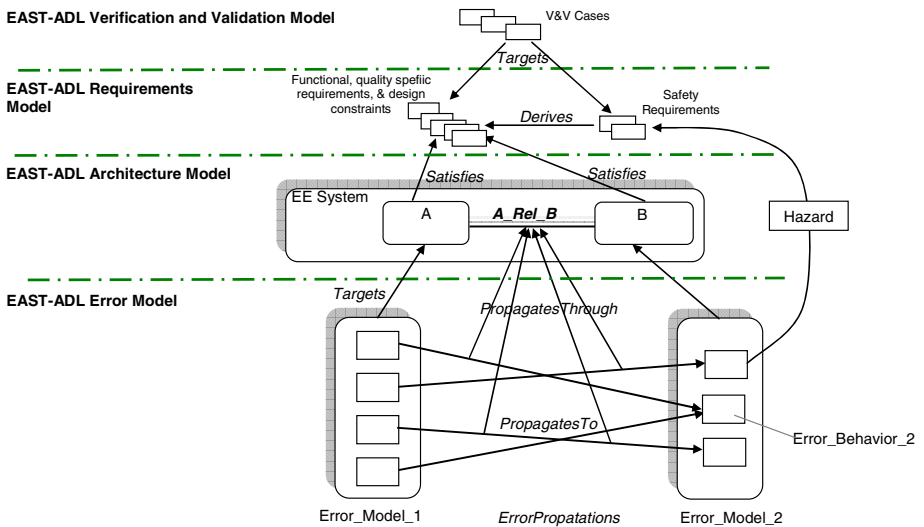 EAST-ADL Verification and Validation Model
V&V Cases
Targets
EAST-ADL Requirements
Model
Functional, quality spefiic
requirements, & design
constraints
Safety
Requirements
Derives
EAST-ADL Architecture Model
Satisfies
Satisfies
EE System
A
A_Rel_B
B
Hazard
EAST-ADL Error Model
Targets
PropagatesThrough
PropagatesTo
Error_Behavior_2
Error_Model_1
ErrorPropatations
Error_Model_2